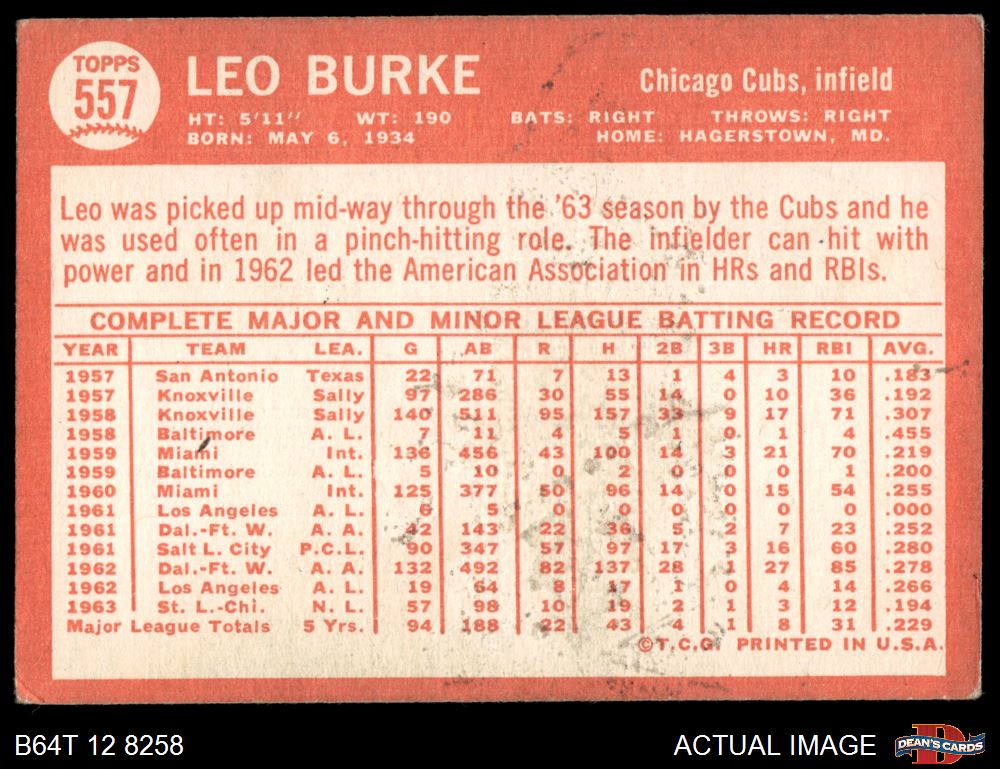 TOPPS
557
LEO BURKE
Chicago Cubs, infield
HT: 5'11" WT: 190 BATS: RIGHT THROWS: RIGHT
BORN: MAY 6, 1934 HOME: HAGERSTOWN, MD.
Leo was picked up mid-way through the '63 season by the Cubs and he
was used often in a pinch-hitting role. The infielder can hit with
power and in 1962 led the American Association in HRs and RBIs.
COMPLETE MAJOR AND MINOR LEAGUE BATTING RECORD
YEAR TEAM LEA. G AB R H 2B 3B HR RBI AVG.
1957 San Antonio Texas 22 71 7 13 1 4 3 10 .183
1957 Knoxville Sally 97 286 30 55 14 0 10 36 .192
1958 Knoxville Sally 140 511 95 157 33 9 17 71 .307
1958 Baltimore A. L. 7 11 4 5 1 0 1 4 .455
1959 Miami Int. 136 456 43 100 14 3 21 70 .219
1959 Baltimore A. L. 5 10 0 2 0 0 0 1 .200
1960 Miami Int. 125 377 50 96 14 0 15 54 .255
1961 Los Angeles A. L. 6 5 0 0 0 0 0 0 .000
1961 Dal.-Ft. W. A. A. 42 143 22 36 5 2 7 23 .252
1961 Salt L. City P.C.L. 90 347 57 97 17 3 16 60 .280
1962 Dal.-Ft. W. A. A. 132 492 82 137 28 1 27 85 .278
1962 Los Angeles A. L. 19 64 8 17 1 0 4 14 .266
1963 St. L.-Chi. N. L. 57 98 10 19 2 1 3 12 .194
Major League Totals 5 Yrs. 94 188 22 43 4 1 8 31 .229
©T.C.G. PRINTED IN U.S.A.
B64T 12 8258
ACTUAL IMAGE
D
DEAN'S CARDS